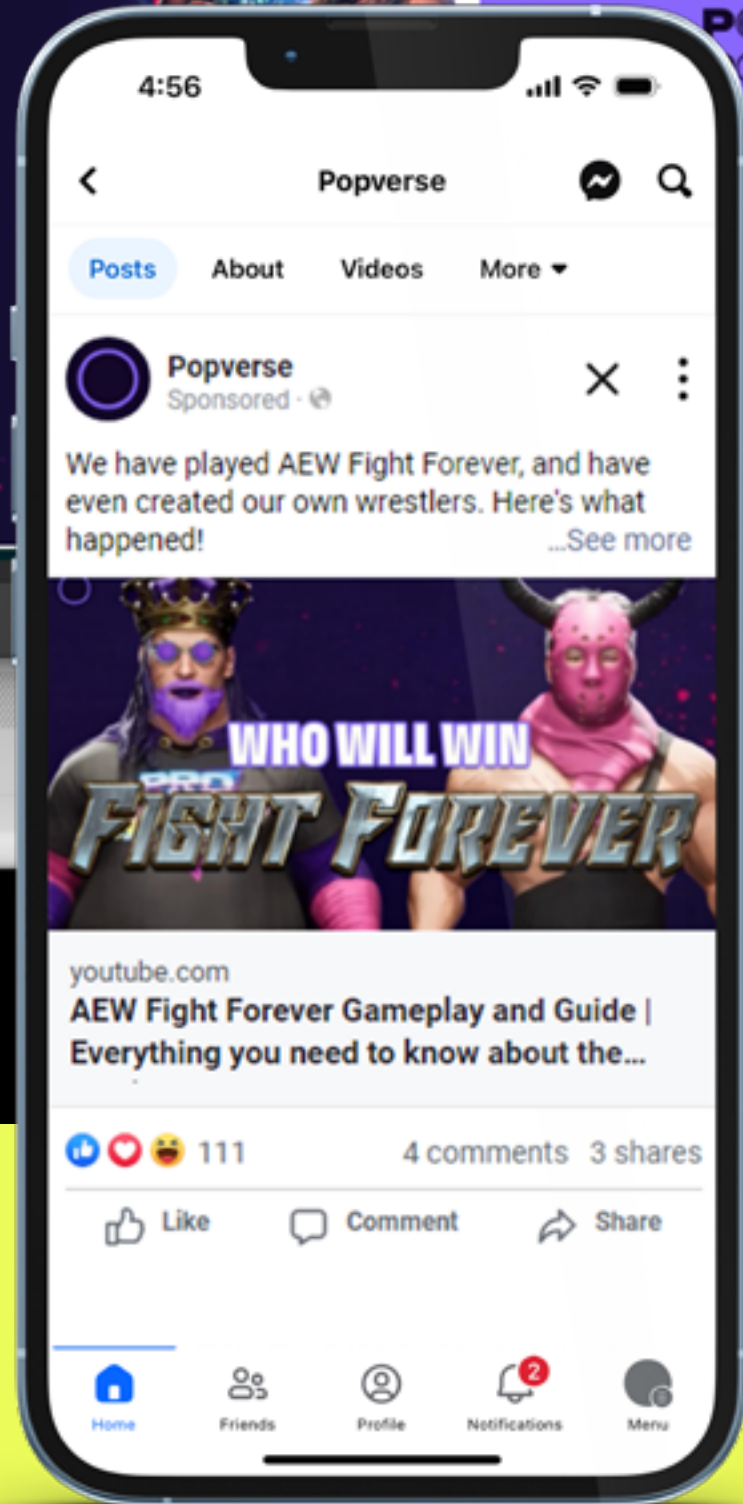 4:56
Popverse
Posts
About
Videos
More
Popverse
Sponsored ·
We have played AEW Fight Forever, and have
even created our own wrestlers. Here's what
happened!
...See more
WHO WILL WIN
PRO
FIGHT FOREVER
youtube.com
AEW Fight Forever Gameplay and Guide |
Everything you need to know about the...
111
4 comments 3 shares
Like
Comment
Share
2
Home
Friends
Profile
Notifications
Menu